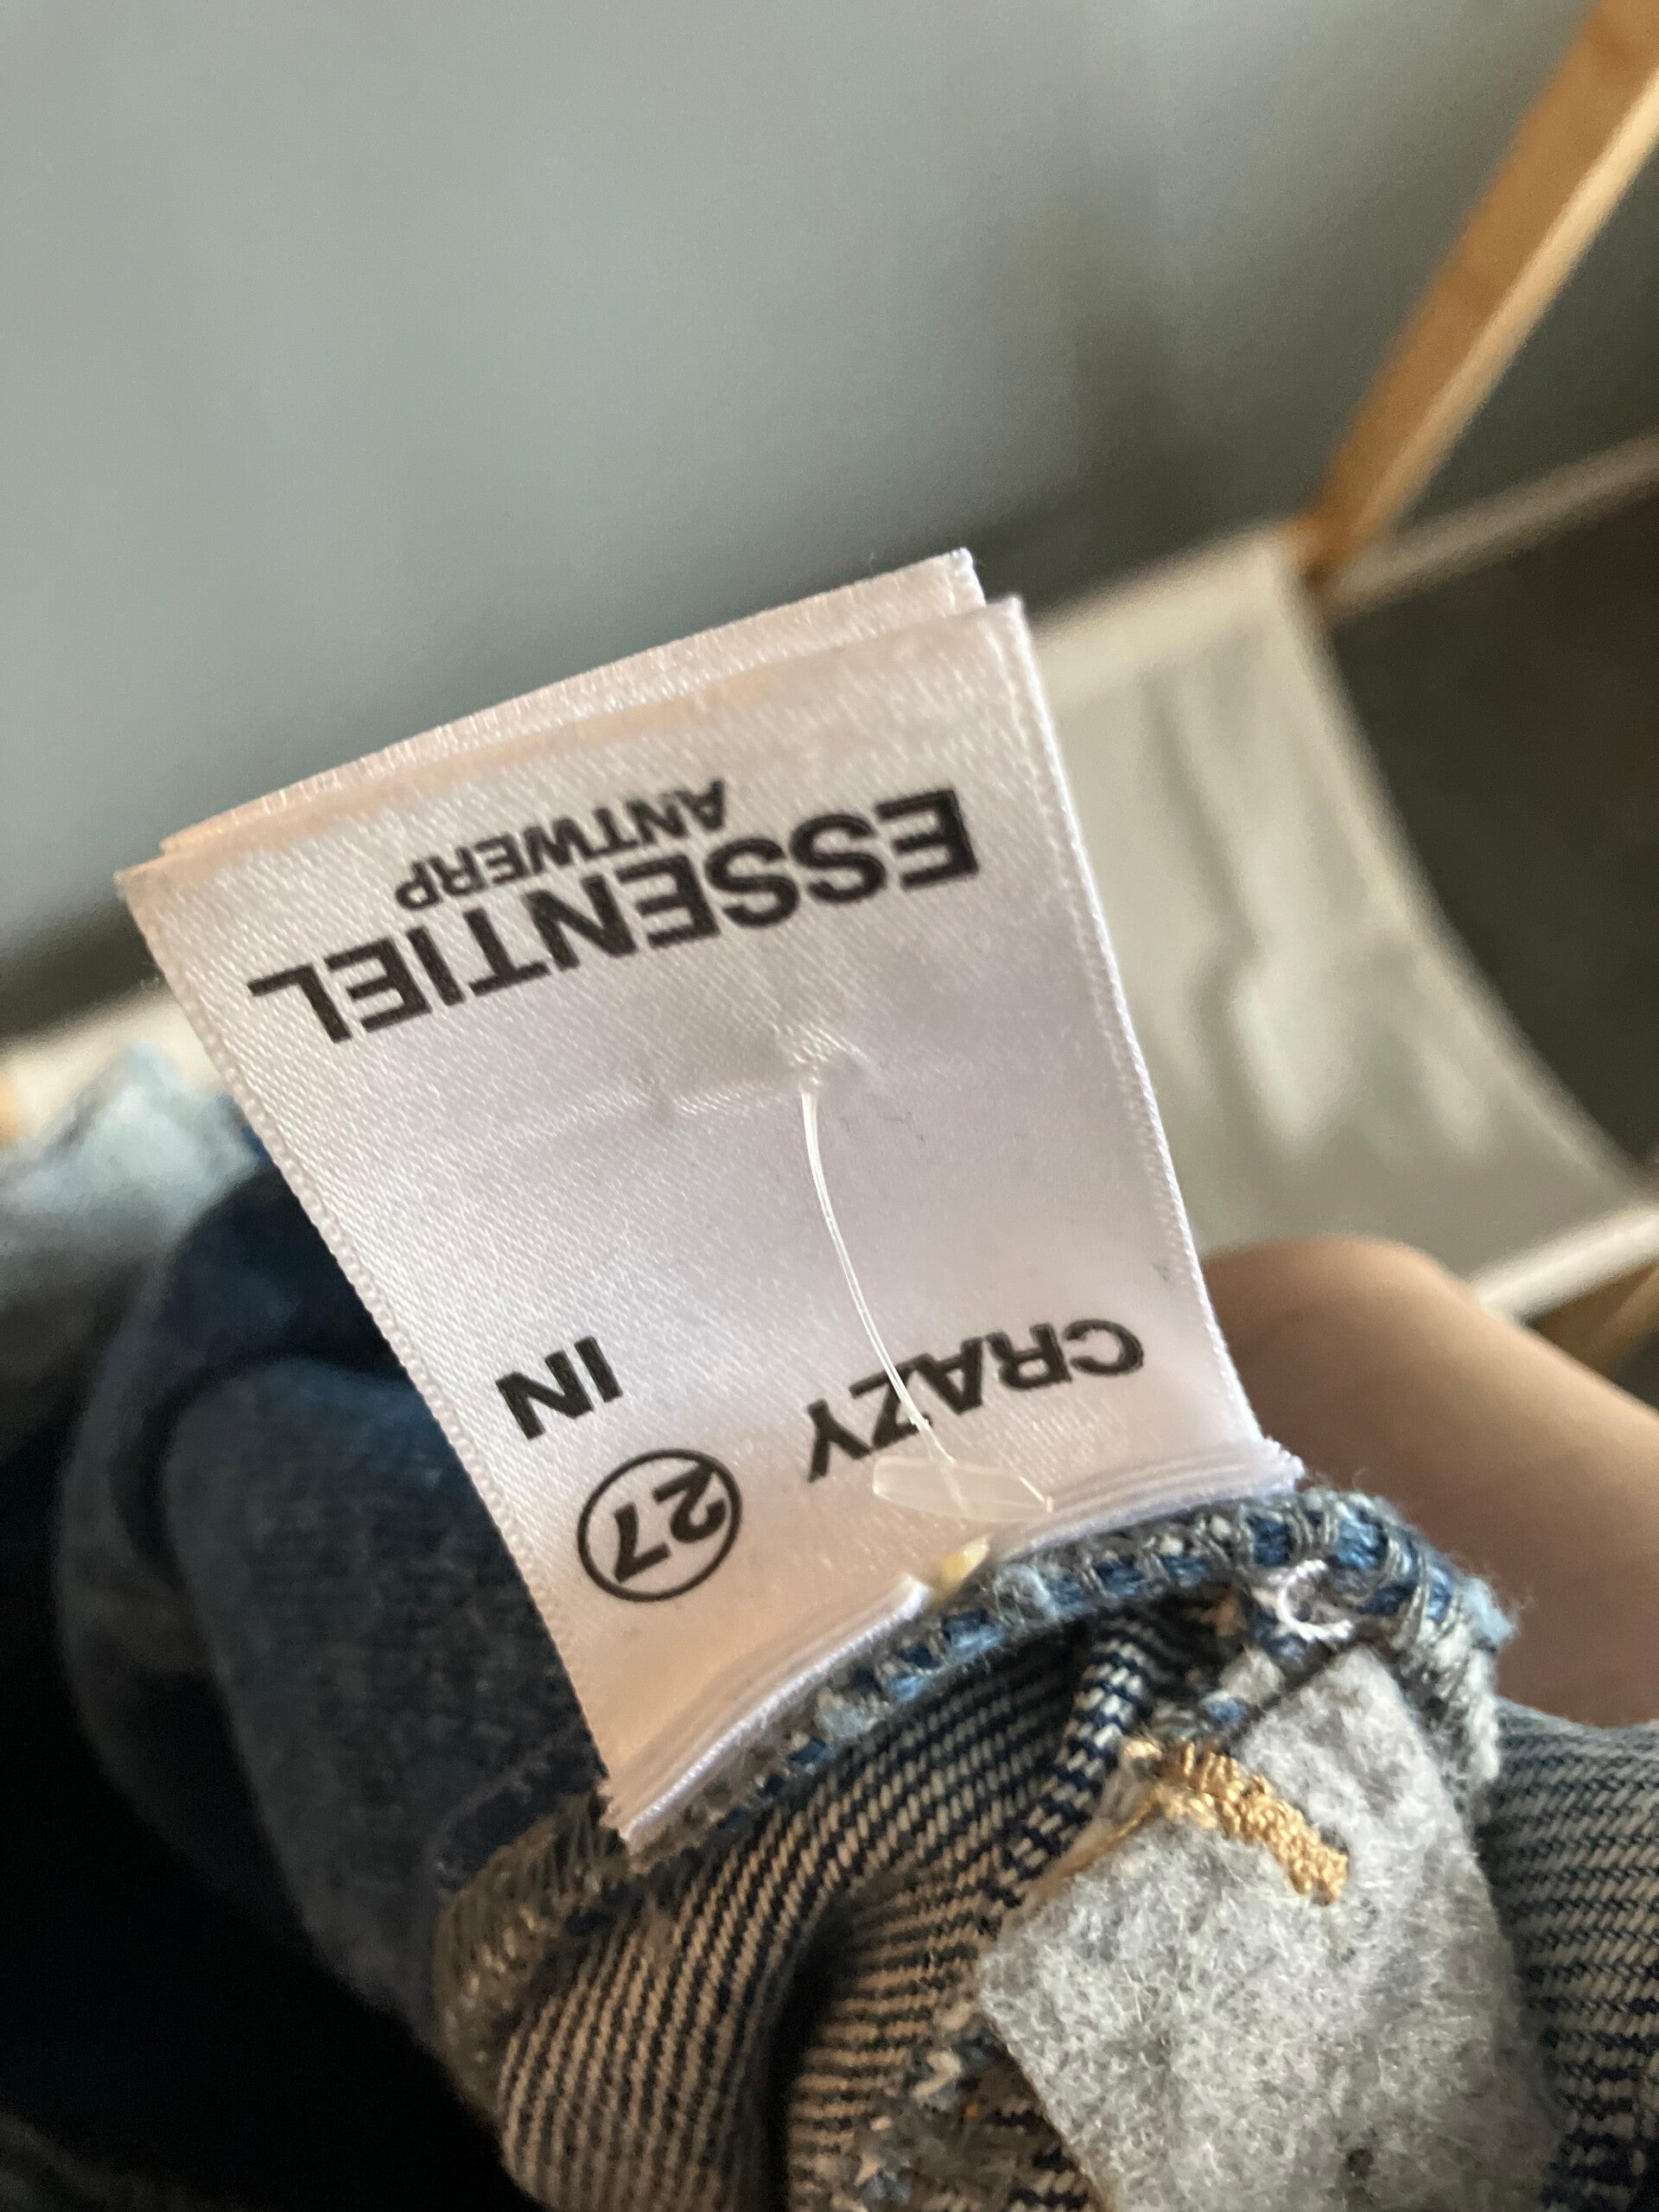 CRAZY 27
IN
ESSENTIEL
ANTWERP